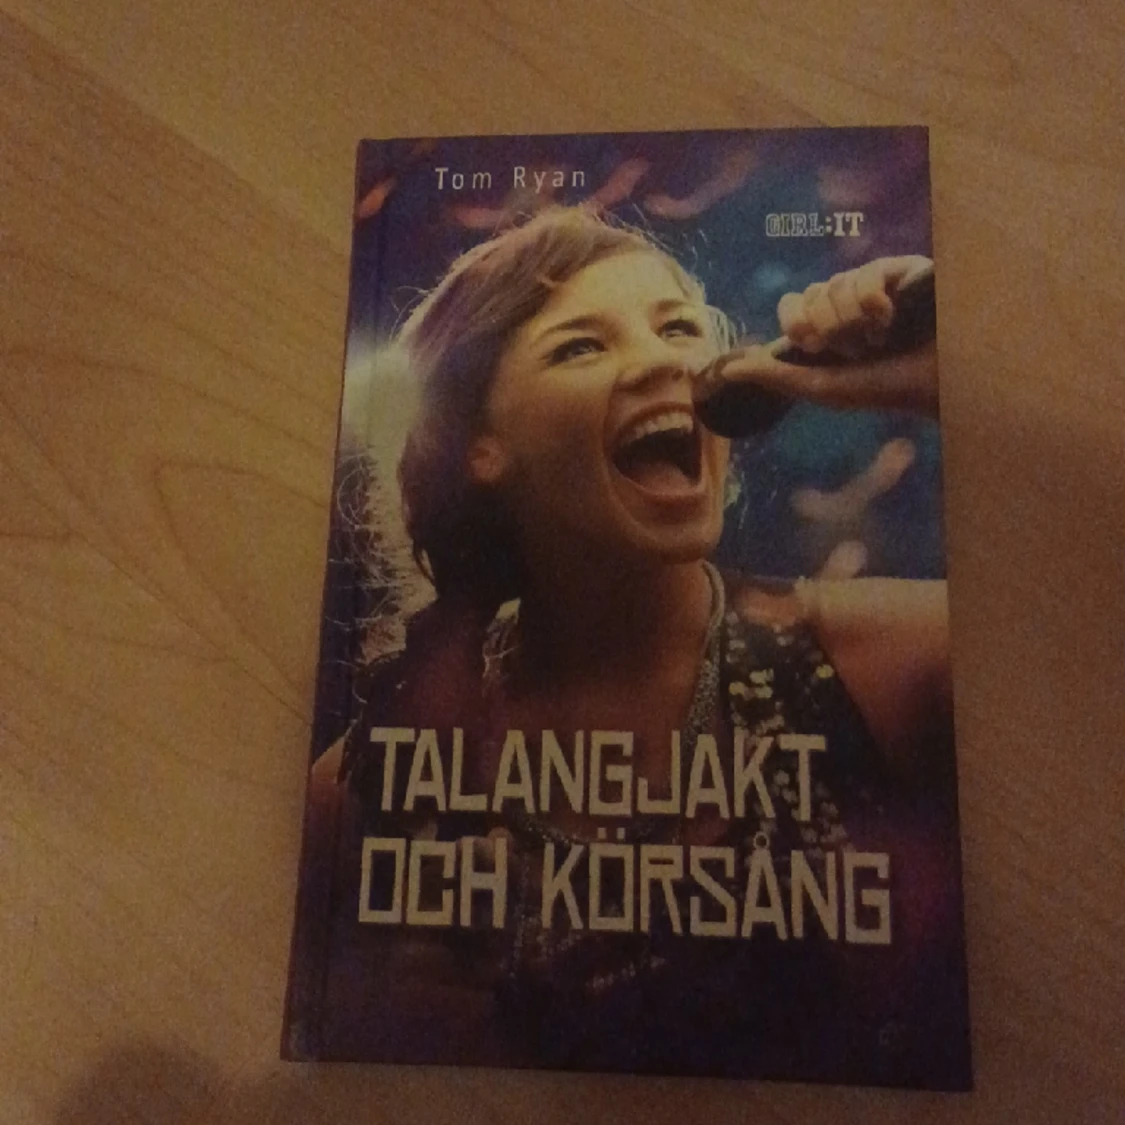 Tom Ryan
GIRL:IT
TALANGJAKT
OCH KÖRSÅNG